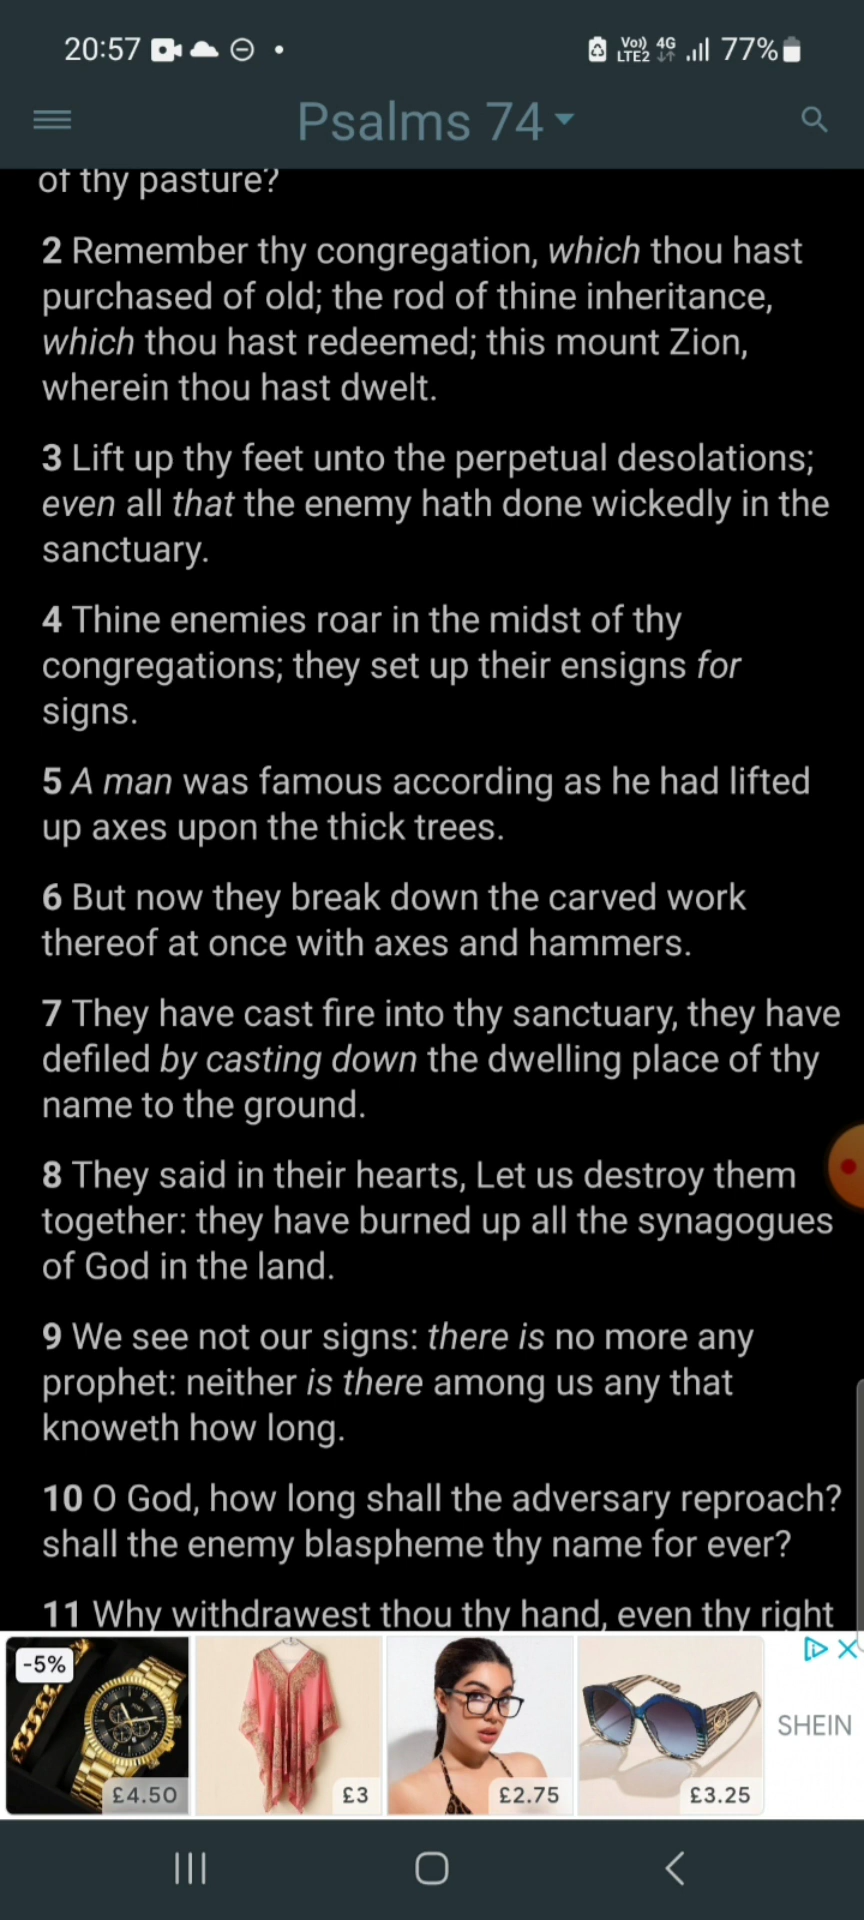 20:57
Vo)) 4G
LTE2
77%
Psalms 74
of thy pasture?
2 Remember thy congregation, which thou hast
purchased of old; the rod of thine inheritance,
which thou hast redeemed; this mount Zion,
wherein thou hast dwelt.
3 Lift up thy feet unto the perpetual desolations;
even all that the enemy hath done wickedly in the
sanctuary.
4 Thine enemies roar in the midst of thy
congregations; they set up their ensigns for
signs.
5 A man was famous according as he had lifted
up axes upon the thick trees.
6 But now they break down the carved work
thereof at once with axes and hammers.
7 They have cast fire into thy sanctuary, they have
defiled by casting down the dwelling place of thy
name to the ground.
8 They said in their hearts, Let us destroy them
together: they have burned up all the synagogues
of God in the land.
9 We see not our signs: there is no more any
prophet: neither is there among us any that
knoweth how long.
10 O God, how long shall the adversary reproach?
shall the enemy blaspheme thy name for ever?
11 Why withdrawest thou thy hand, even thy right
-5%
£4.50
£3
£2.75
£3.25
SHEIN